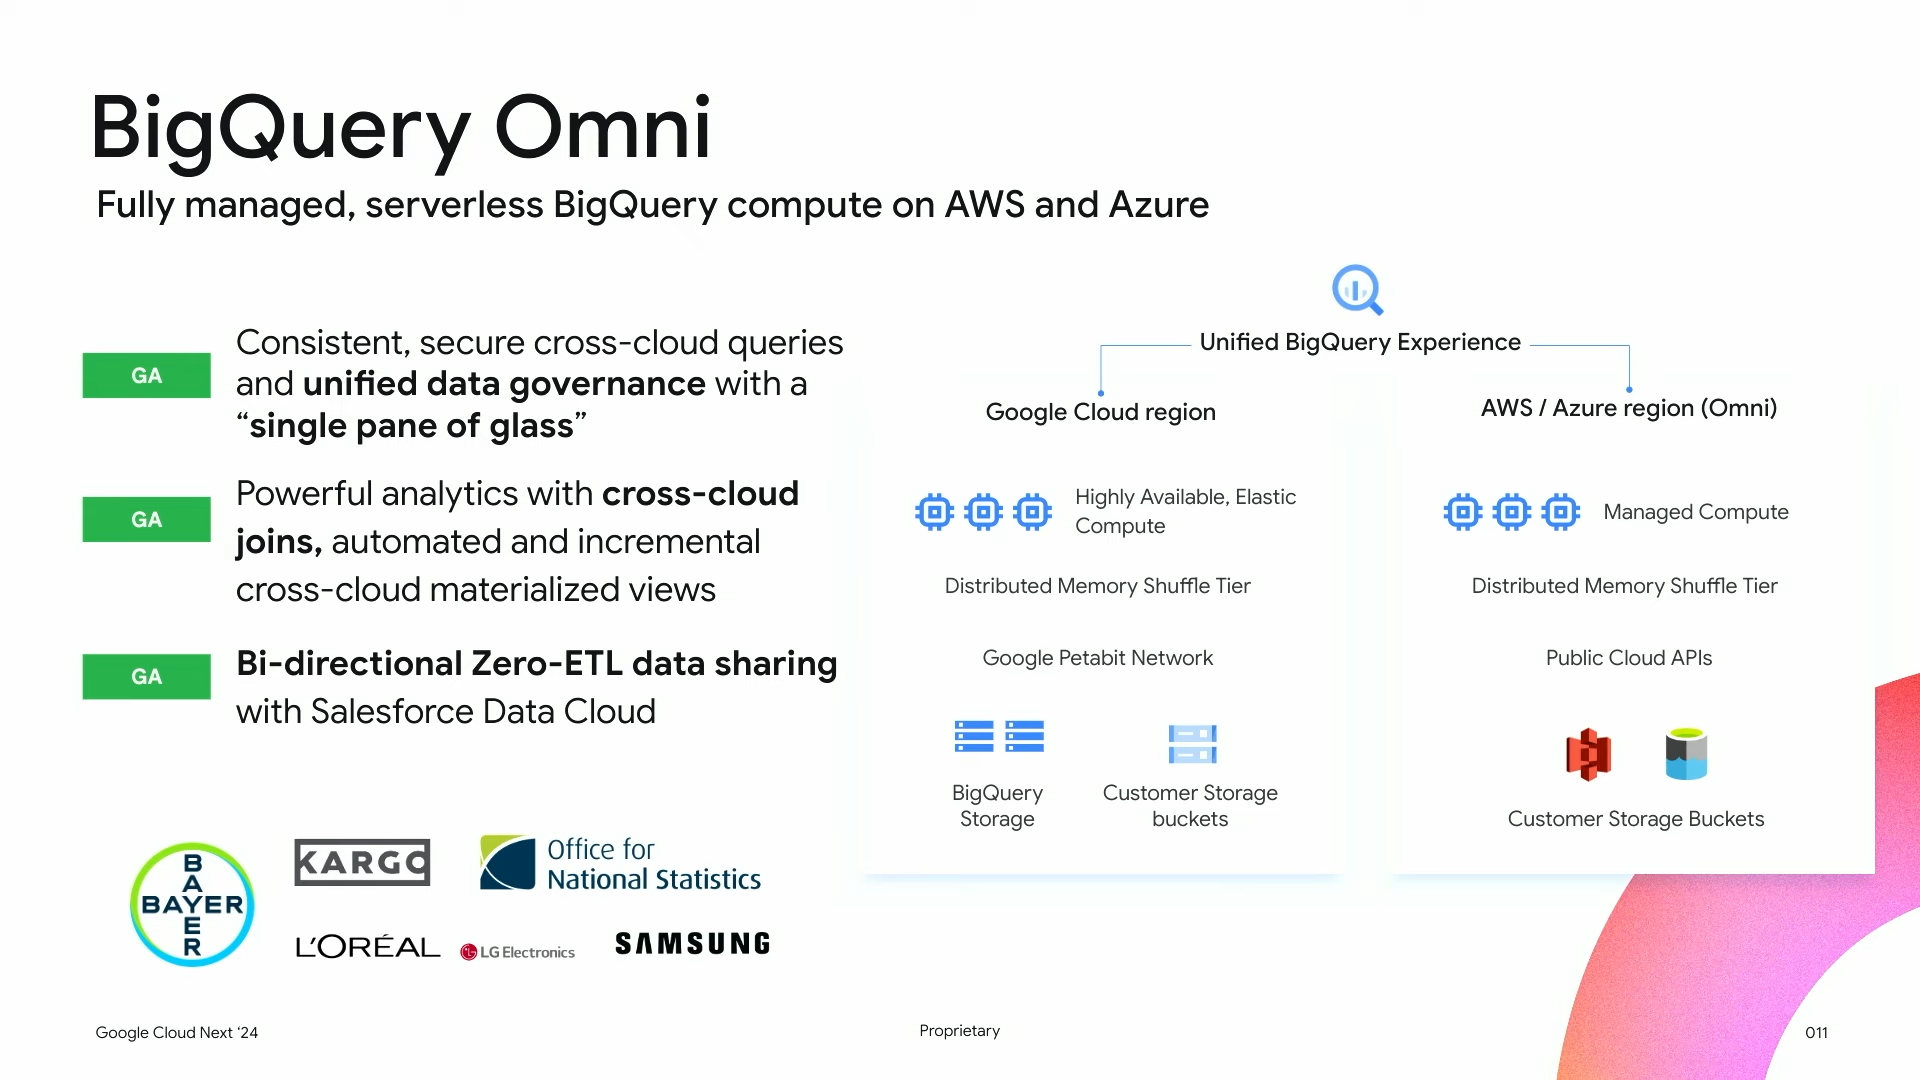 BigQuery Omni
Fully managed, serverless BigQuery compute on AWS and Azure
GA
Consistent, secure cross-cloud queries
and unified data governance with a
“single pane of glass”
GA
Powerful analytics with cross-cloud
joins, automated and incremental
cross-cloud materialized views
GA
Bi-directional Zero-ETL data sharing
with Salesforce Data Cloud
BAYER
BAYER
KARGO
Office for
National Statistics
L'ORÉAL
LG Electronics
SAMSUNG
Unified BigQuery Experience
Google Cloud region
Highly Available, Elastic
Compute
Distributed Memory Shuffle Tier
Google Petabit Network
BigQuery
Storage
Customer Storage
buckets
AWS / Azure region (Omni)
Managed Compute
Distributed Memory Shuffle Tier
Public Cloud APIs
Customer Storage Buckets
Google Cloud Next ‘24
Proprietary
011